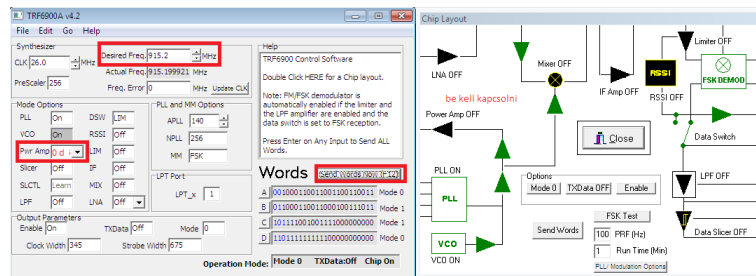 TRF6900A v4.2
File Edit Go Help
Synthesizer
CLK 26.0 MHz
Desired Freq. 915.2 MHz
Actual Freq. 915.199921 MHz
PreScaler 256
Freq. Error 0 MHz Update CLK
Help
TRF6900 Control Software
Double Click HERE for a Chip layout.
Note: FM/FSK demodulator is
automatically enabled if the limiter and
the LPF amplifier are enabled and the
data switch is set to FSK reception.
Press Enter on Any Input to Send ALL
Words.
Mode Options
PLL On DSW LIM
VCO On RSSI Off
Pwr Amp 0 d LIM Off
Slicer Off IF Off
SLCTL Learn MIX Off
LPF Off LNA Off
PLL and MM Options
APLL 140
NPLL 256
MM FSK
LPT Port
LPT_x 1
Words Send Words Now (F12)
A Mode 0
B Mode 1
C Mode 1
D Mode 0
Output Parameters
Enable On TXData Off Mode 0
Clock Width 345 Strobe Width 675
Operation Mode: Mode 0 TXData:Off Chip On
Chip Layout
LNA OFF
Mixer OFF
IF Amp OFF
Limiter OFF
RSSI
RSSI OFF
FSK DEMOD
be kell kapcsolni
Power Amp OFF
Close
Data Switch
PLL ON
PLL
Options
Mode 0 TXData OFF Enable
LPF OFF
Send Words
FSK Test
100 PRF (Hz)
1 Run Time (Min)
PLL/ Modulation Options
Data Slicer OFF
VCO
VCO ON